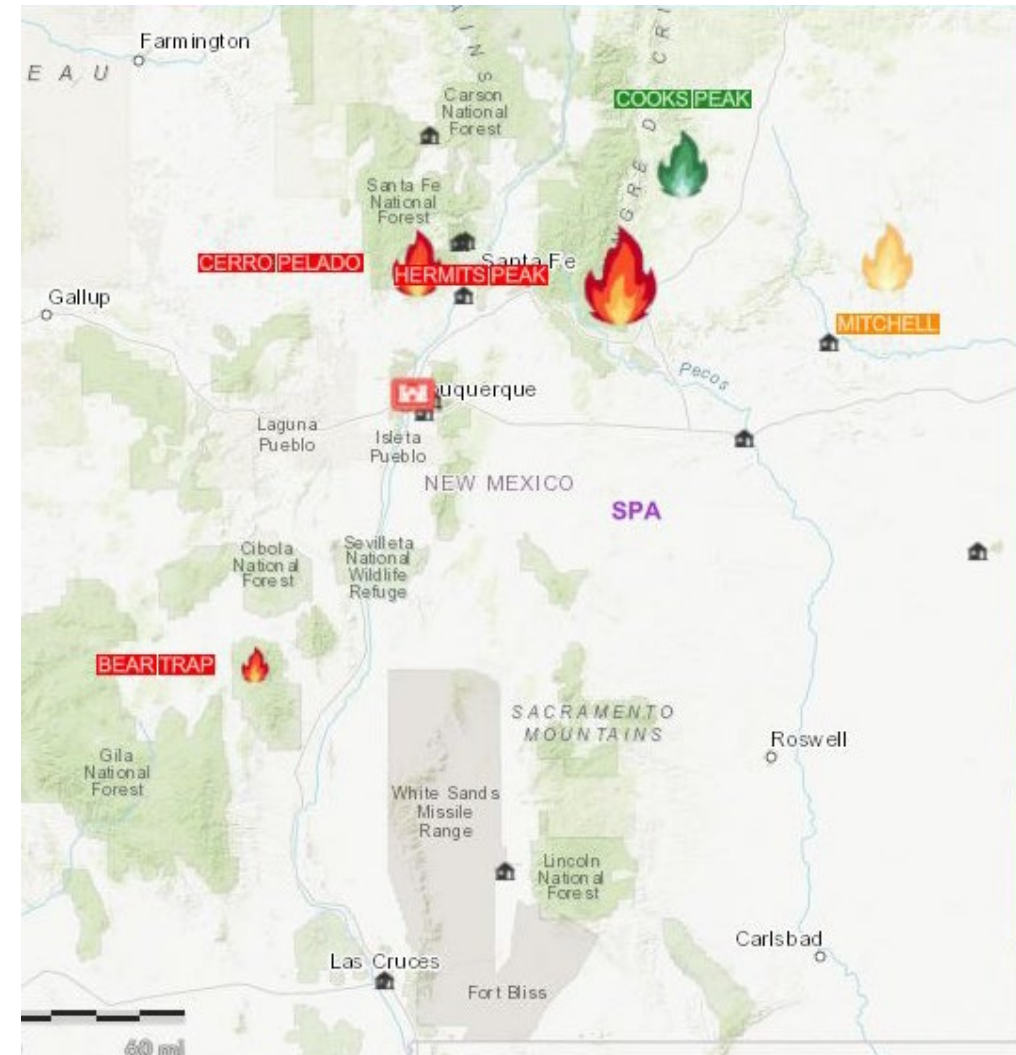 Farmington
E A U
N I
S
Carson
National
Forest
GRE D CRI
COOKS PEAK
Santa Fe
National
Forest
CERRO PELADO
Santa Fe
HERMITS PEAK
Gallup
MITCHELL
Pecos
uquerque
Laguna
Pueblo
Isleta
Pueblo
NEW MEXICO
SPA
Cibola
National
Forest
Sevilleta
National
Wildlife
Refuge
BEAR TRAP
SACRAMENTO
MOUNTAINS
Roswell
Gila
National
Forest
White Sands
Missile
Range
Lincoln
National
Forest
Carlsbad
Las Cruces
Fort Bliss
60 mi